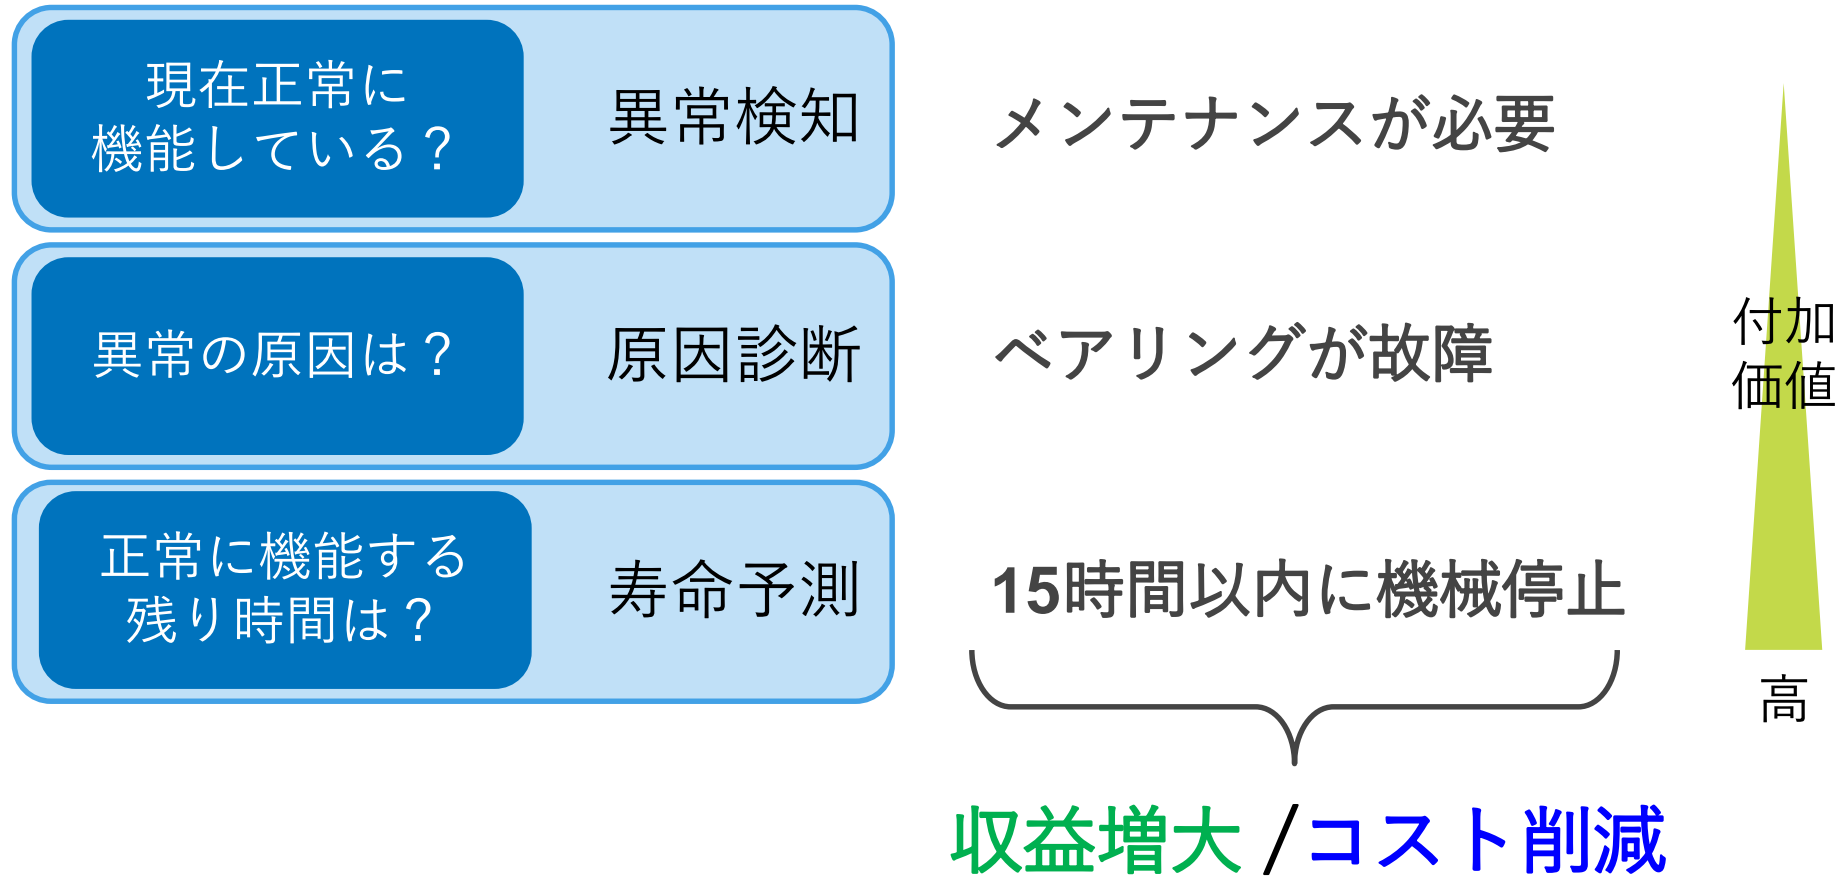 現在正常に
機能している？
異常検知
メンテナンスが必要
異常の原因は？
原因診断
ベアリングが故障
正常に機能する
残り時間は？
寿命予測
15時間以内に機械停止
付加
価値
高
収益増大/コスト削減